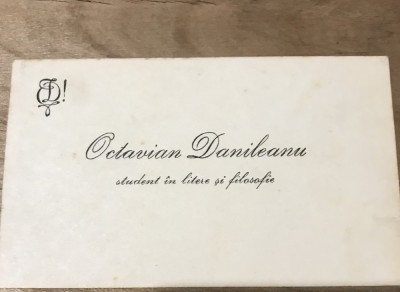 Octavian Danileanu
student în litere și filosofie